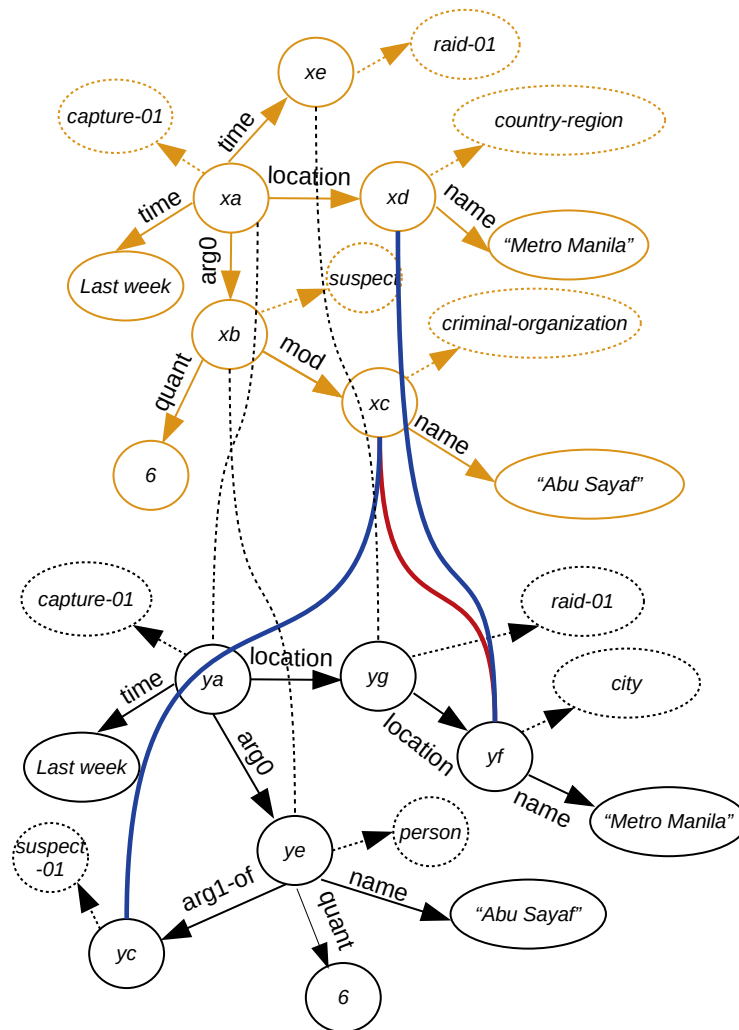 raid-01
xe
capture-01
country-region
time
location
xa
xd
time
name
"Metro Manila"
arg0
Last week
suspect
xb
criminal-organization
mod
quant
xc
name
6
"Abu Sayaf"
capture-01
raid-01
location
ya
yg
time
city
location
arg0
yf
Last week
name
"Metro Manila"
suspect
-01
person
ye
arg1-of
name
quant
"Abu Sayaf"
yc
6